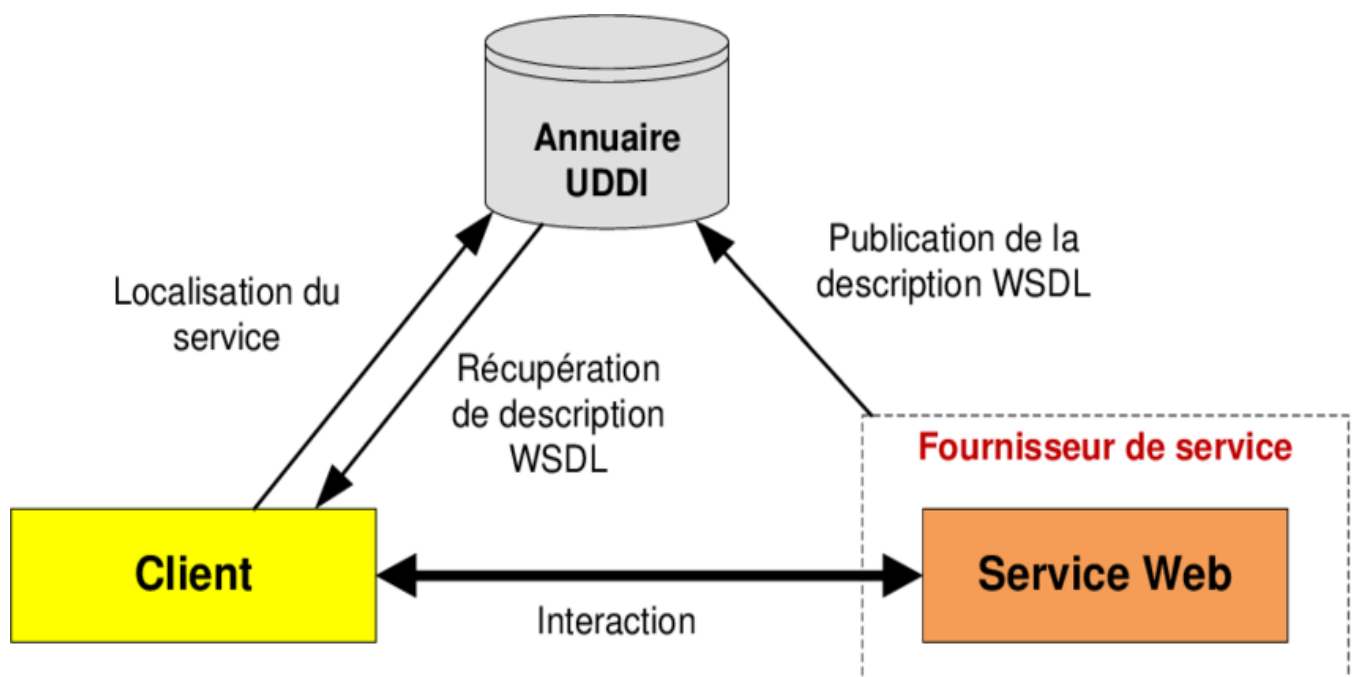 Annuaire
UDDI
Publication de la
description WSDL
Localisation du
service
Récupération
de description
WSDL
Fournisseur de service
Client
Service Web
Interaction